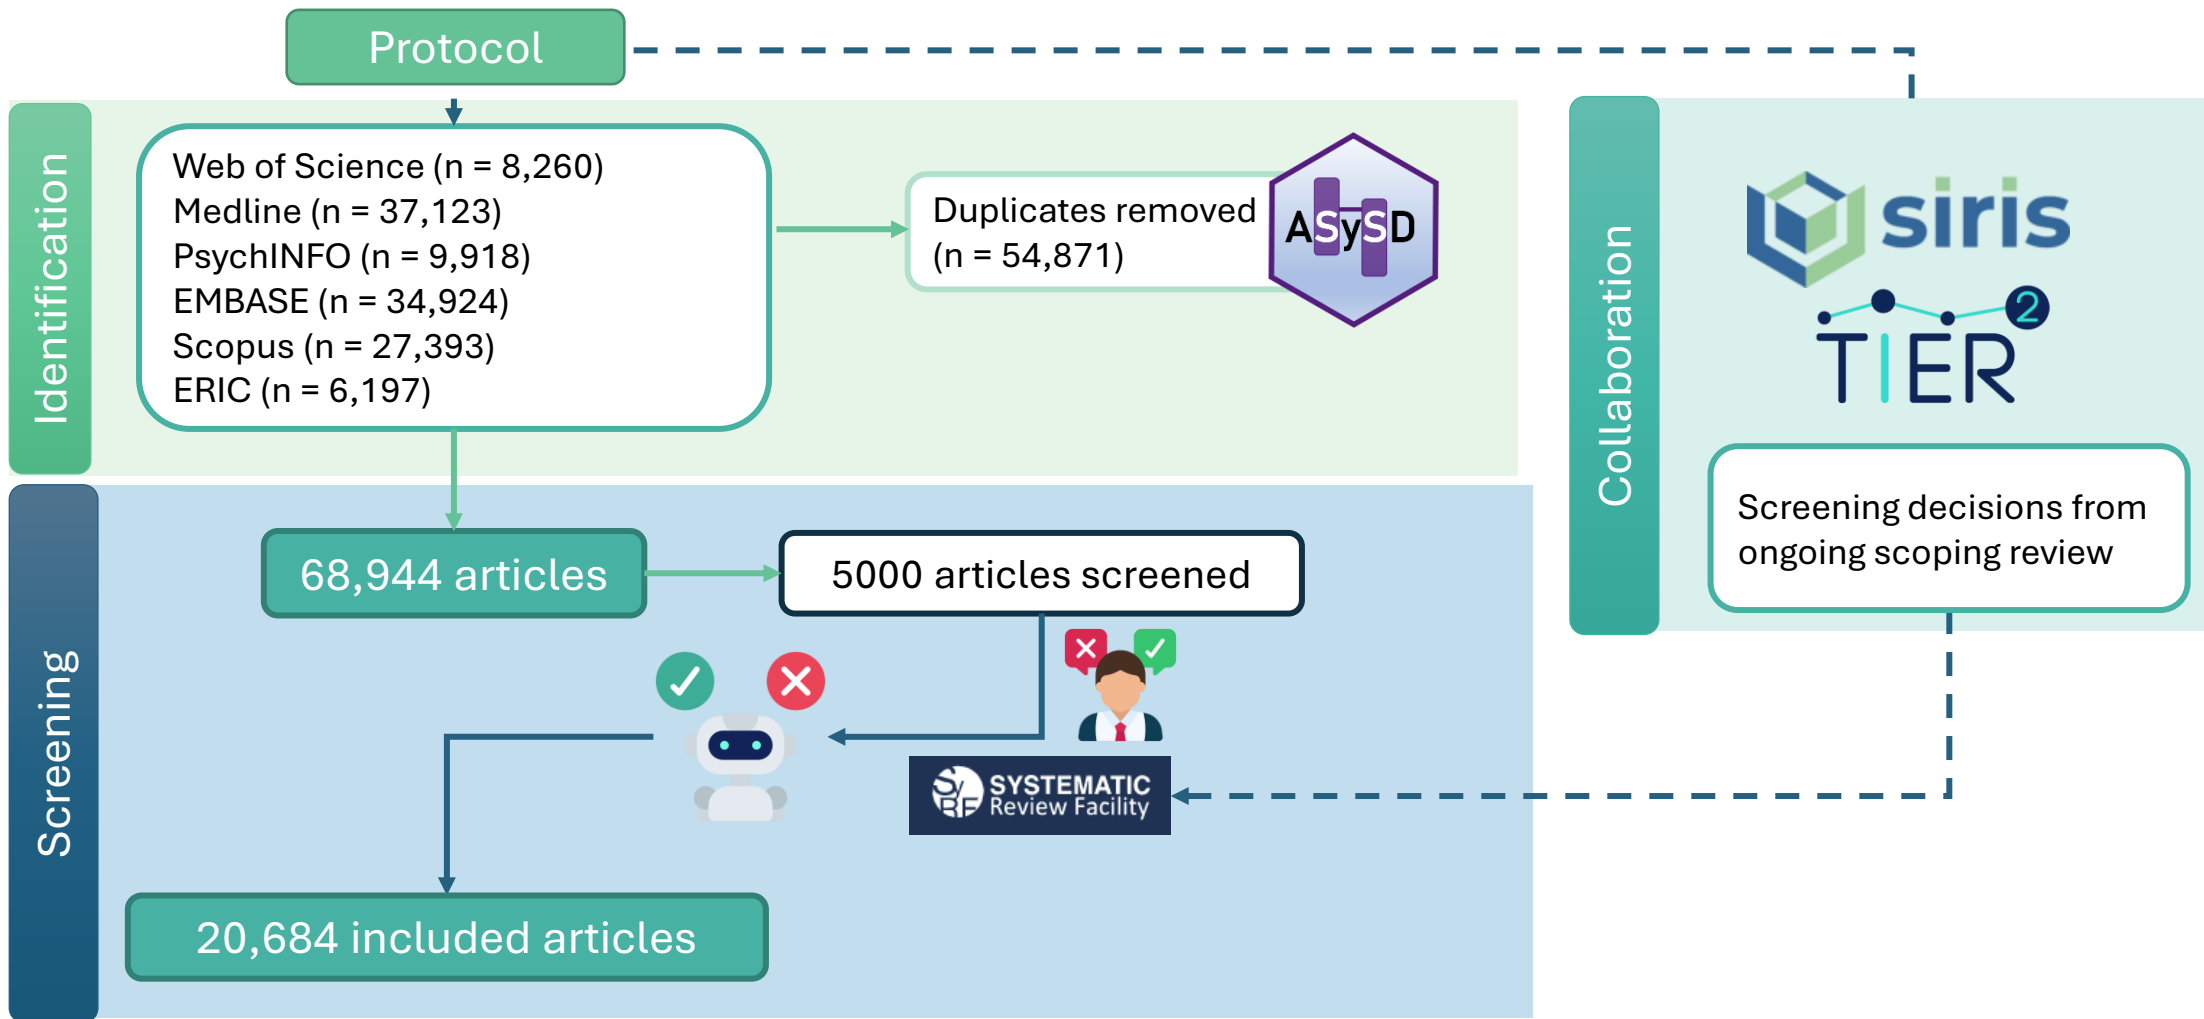 Protocol
Identification
Web of Science (n = 8,260)
Medline (n = 37,123)
PsychINFO (n = 9,918)
EMBASE (n = 34,924)
Scopus (n = 27,393)
ERIC (n = 6,197)
Duplicates removed
(n = 54,871)
ASySD
Collaboration
siris
TIER2
Screening decisions from
ongoing scoping review
Screening
68,944 articles
5000 articles screened
SyRF SYSTEMATIC
Review Facility
20,684 included articles